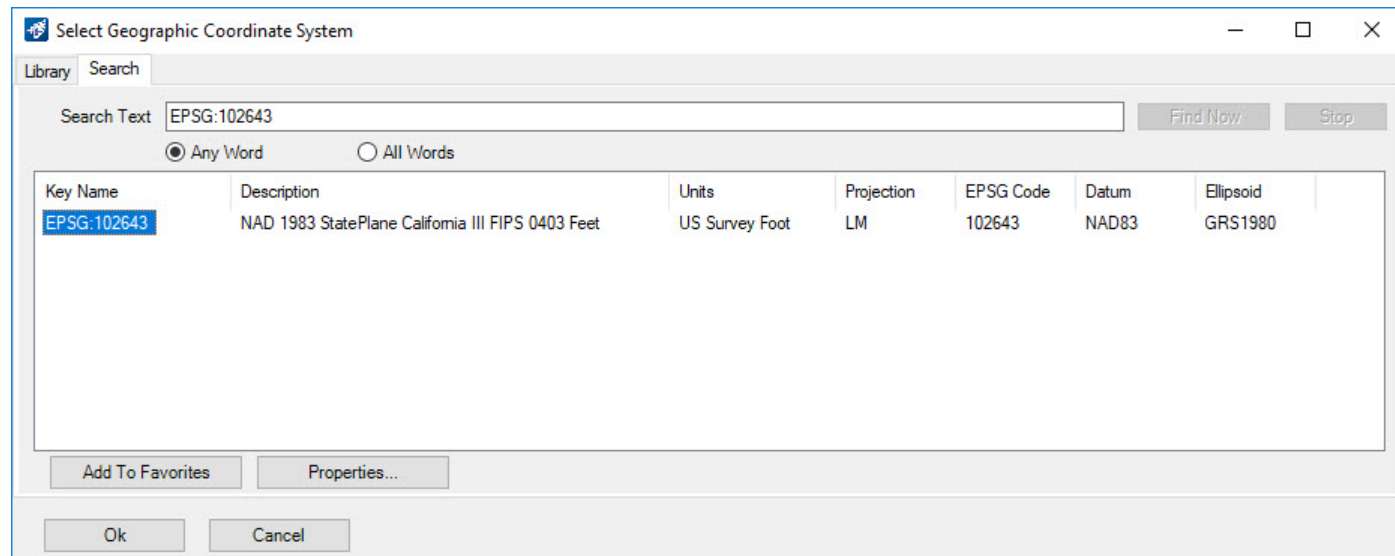 Select Geographic Coordinate System
Library Search
Search Text EPSG:102643 Find Now Stop
Any Word All Words
Key Name Description Units Projection EPSG Code Datum Ellipsoid
EPSG:102643 NAD 1983 StatePlane California III FIPS 0403 Feet US Survey Foot LM 102643 NAD83 GRS1980
Add To Favorites Properties...
Ok Cancel